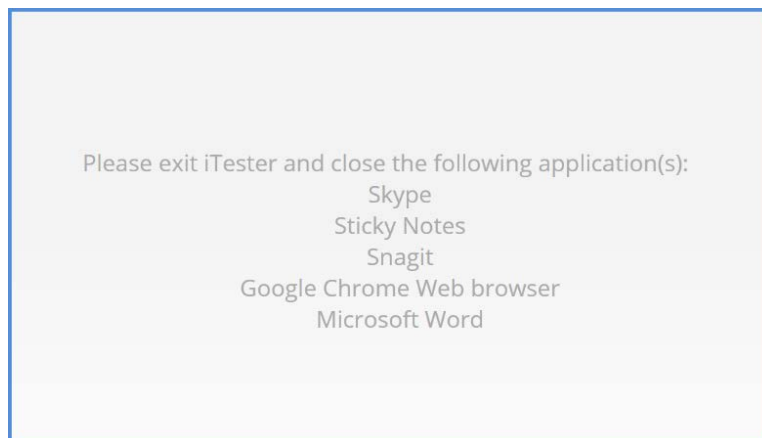 Please exit iTester and close the following application(s):
Skype
Sticky Notes
Snagit
Google Chrome Web browser
Microsoft Word